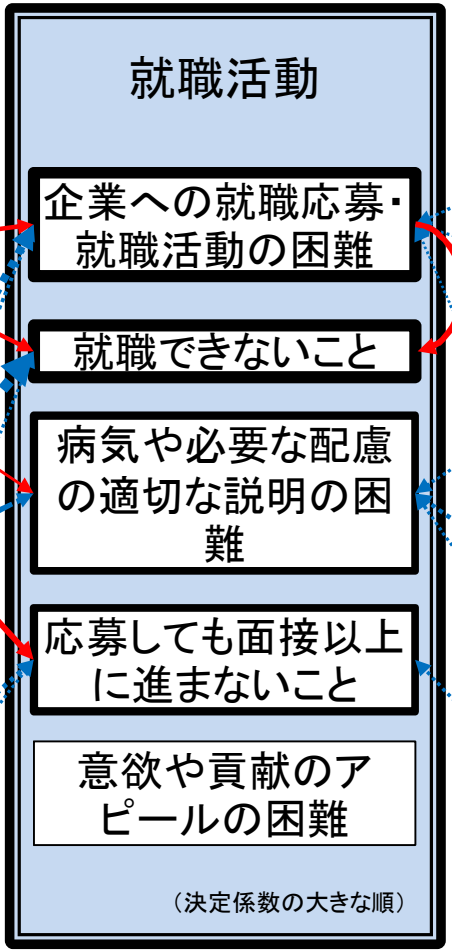 就職活動
企業への就職応募・
就職活動の困難
就職できないこと
病気や必要な配慮
の適切な説明の困
難
応募しても面接以上
に進まないこと
意欲や貢献のア
ピールの困難
（決定係数の大きな順）